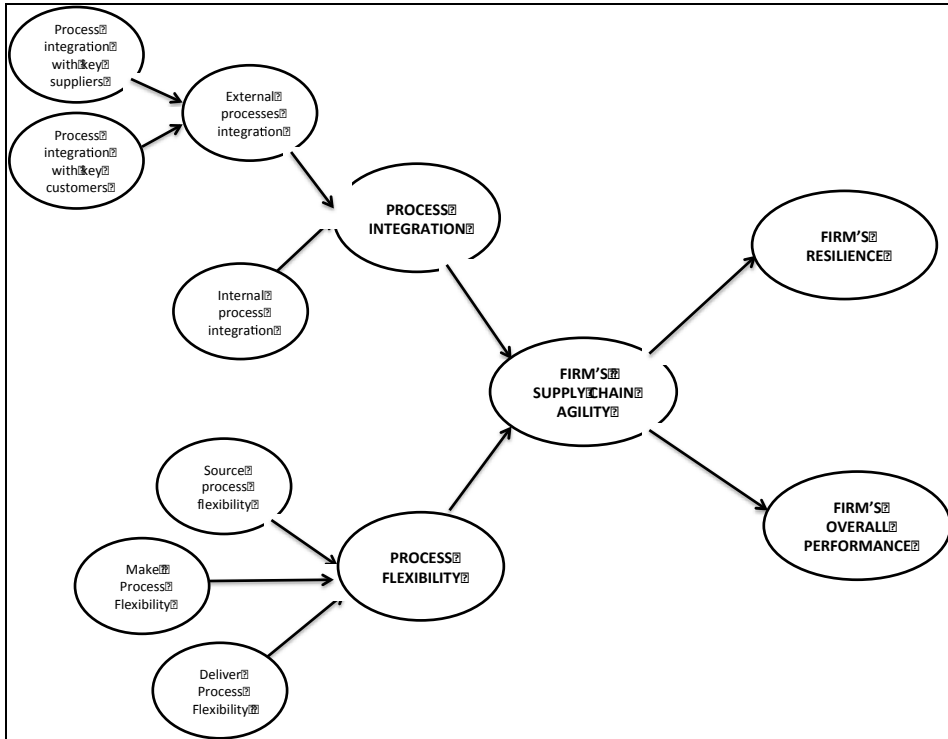 Process
integration
with key
suppliers
External
processes
integration
Process
integration
with key
customers
PROCESS
INTEGRATION
FIRM'S
RESILIENCE
Internal
process
integration
FIRM'S
SUPPLY CHAIN
AGILITY
Source
process
flexibility
FIRM'S
OVERALL
PERFORMANCE
PROCESS
FLEXIBILITY
Make
Process
Flexibility
Deliver
Process
Flexibility